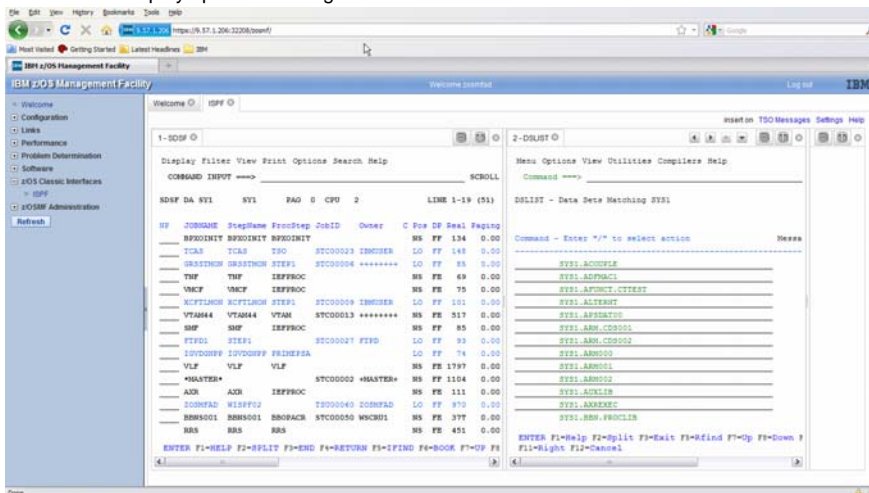 File Edit View History Bookmarks Tools Help
https://9.57.1.206:32208/zosmf/
Google
Most Visited Getting Started Latest Headlines IBM
IBM z/OS Management Facility
IBM z/OS Management Facility Welcome zosmfad Log out IBM
Welcome
Configuration
Links
Performance
Problem Determination
Software
z/OS Classic Interfaces
ISPF
z/OSMF Administration
Refresh
Welcome ISPF
insert on TSO Messages Settings Help
1 - SDSF
Display Filter View Print Options Search Help
COMMAND INPUT ===> SCROLL
SDSF DA SY1 SY1 PAG 0 CPU 2 LINE 1-19 (51)
NP JOBNAME StepName ProcStep JobID Owner C Pos DP Real Paging
BPXOINIT BPXOINIT BPXOINIT NS FF 134 0.00
TCAS TCAS TSO STC00023 IBMUSER LO FF 148 0.00
GRSSTMON GRSSTMON STEP1 STC00006 ++++++++ LO FF 85 0.00
TNF TNF IEFPROC NS FE 69 0.00
VMCF VMCF IEFPROC NS FE 75 0.00
XCFTLMON XCFTLMON STEP1 STC00009 IBMUSER LO FF 101 0.00
VTAM44 VTAM44 VTAM STC00013 ++++++++ NS FE 517 0.00
SMF SMF IEFPROC NS FF 85 0.00
FTPD1 STEP1 STC00027 FTPD LO FF 93 0.00
LO FF 74 0.00
VLF VLF VLF NS FE 1797 0.00
*MASTER* STC00002 +MASTER+ NS FF 1104 0.00
AXR AXR IEFPROC NS FE 111 0.00
ZOSMFAD TSU00060 ZOSMFAD LO FF 970 0.00
BBNS001 BBNS001 BBOPACR STC00050 WSCRU1 NS FE 377 0.00
RRS RRS RRS NS FE 451 0.00
ENTER F1=HELP F2=SPLIT F3=END F4=RETURN F5=IFIND F6=BOOK F7=UP F8
2 - DSLIST
Menu Options View Utilities Compilers Help
Command ===>
DSLIST - Data Sets Matching SYS1
Command - Enter "/" to select action Messa
SYS1.ACOUPLE
SYS1.ADFMAC1
SYS1.AFUNCT.CTTEST
SYS1.ALTERNT
SYS1.APSDAT00
SYS1.ARM.CDS001
SYS1.ARM.CDS002
SYS1.ARM000
SYS1.ARM001
SYS1.ARM002
SYS1.AUXLIB
SYS1.AXREXEC
SYS1.BBN.PROCLIB
ENTER F1=Help F2=Split F3=Exit F5=Rfind F7=Up F8=Down
F11=Right F12=Cancel